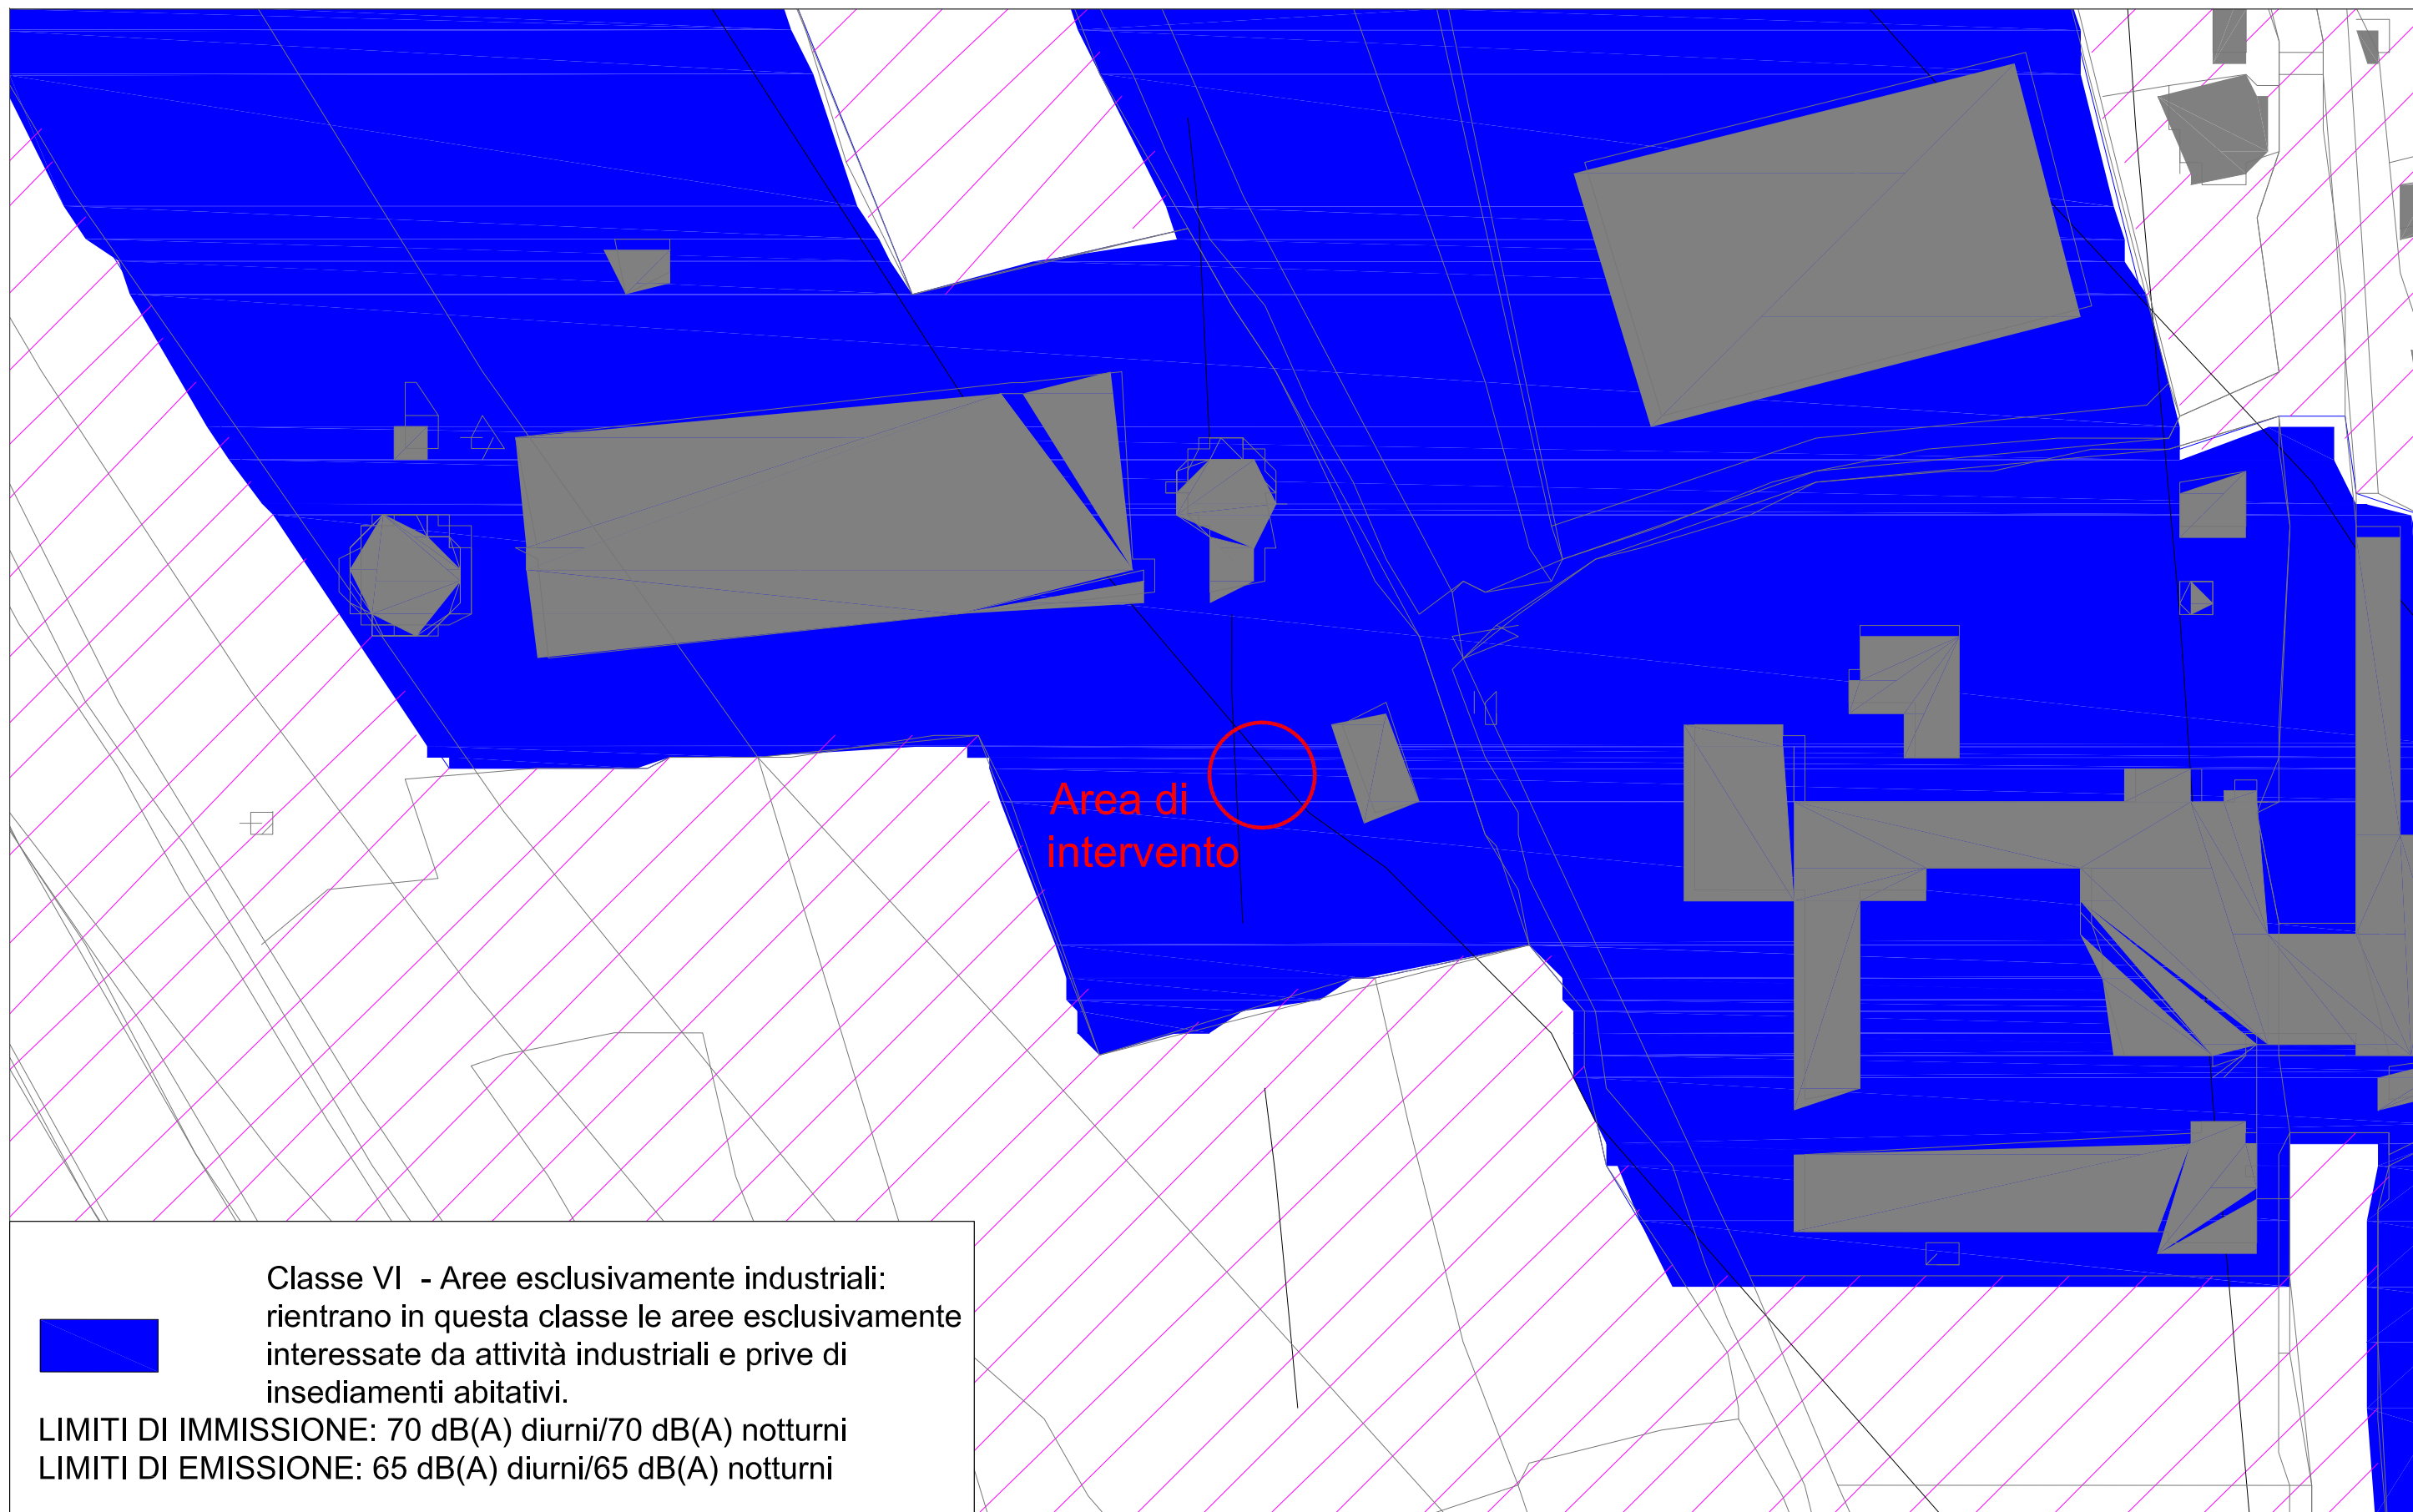 Area di
intervento
Classe VI - Aree esclusivamente industriali:
rientrano in questa classe le aree esclusivamente
interessate da attività industriali e prive di
insediamenti abitativi.
LIMITI DI IMMISSIONE: 70 dB(A) diurni/70 dB(A) notturni
LIMITI DI EMISSIONE: 65 dB(A) diurni/65 dB(A) notturni